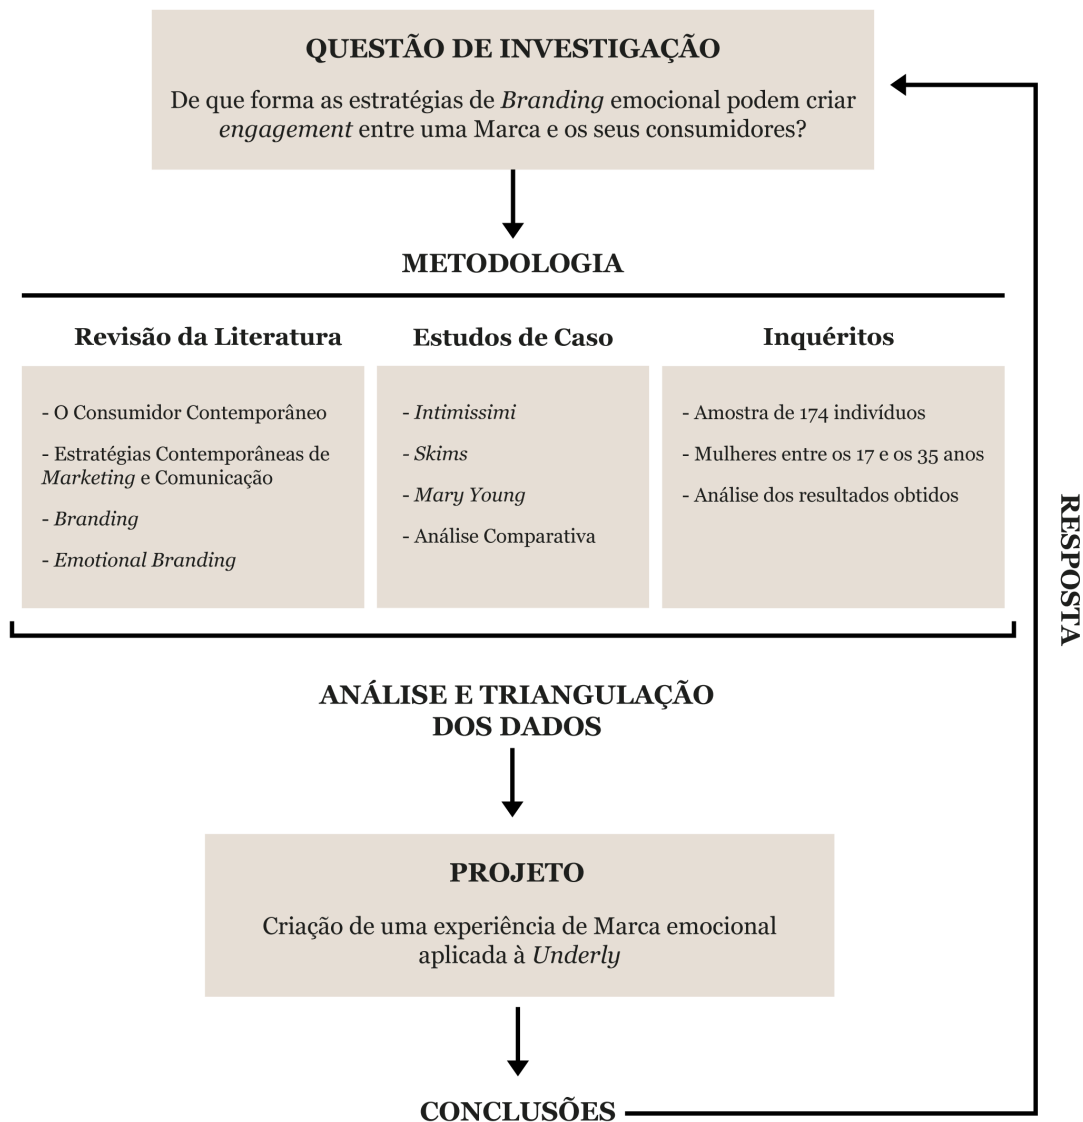 QUESTÃO DE INVESTIGAÇÃO
De que forma as estratégias de Branding emocional podem criar
engagement entre uma Marca e os seus consumidores?
METODOLOGIA
Revisão da Literatura
- O Consumidor Contemporâneo
- Estratégias Contemporâneas de
Marketing e Comunicação
- Branding
- Emotional Branding
Estudos de Caso
- Intimissimi
- Skims
- Mary Young
- Análise Comparativa
Inquéritos
- Amostra de 174 indivíduos
- Mulheres entre os 17 e os 35 anos
- Análise dos resultados obtidos
ANÁLISE E TRIANGULAÇÃO
DOS DADOS
PROJETO
Criação de uma experiência de Marca emocional
aplicada à Underly
CONCLUSÕES
RESPOSTA